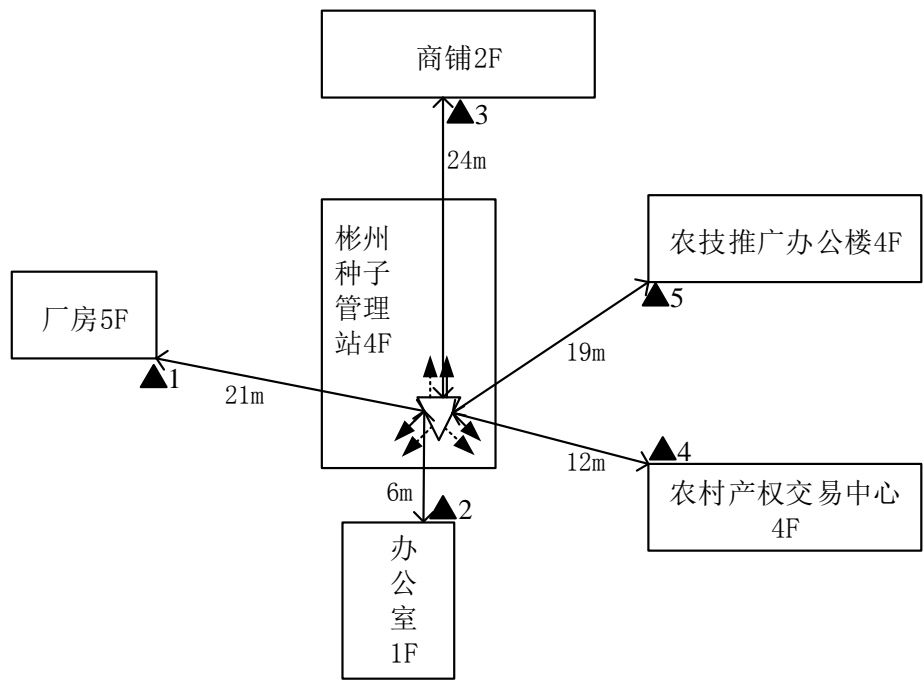 商铺2F
▲3
24m
彬州
种子
管理
站4F
农技推广办公楼4F
▲5
19m
厂房5F
▲1
21m
▲4
12m
农村产权交易中心
4F
6m
▲2
办
公
室
1F